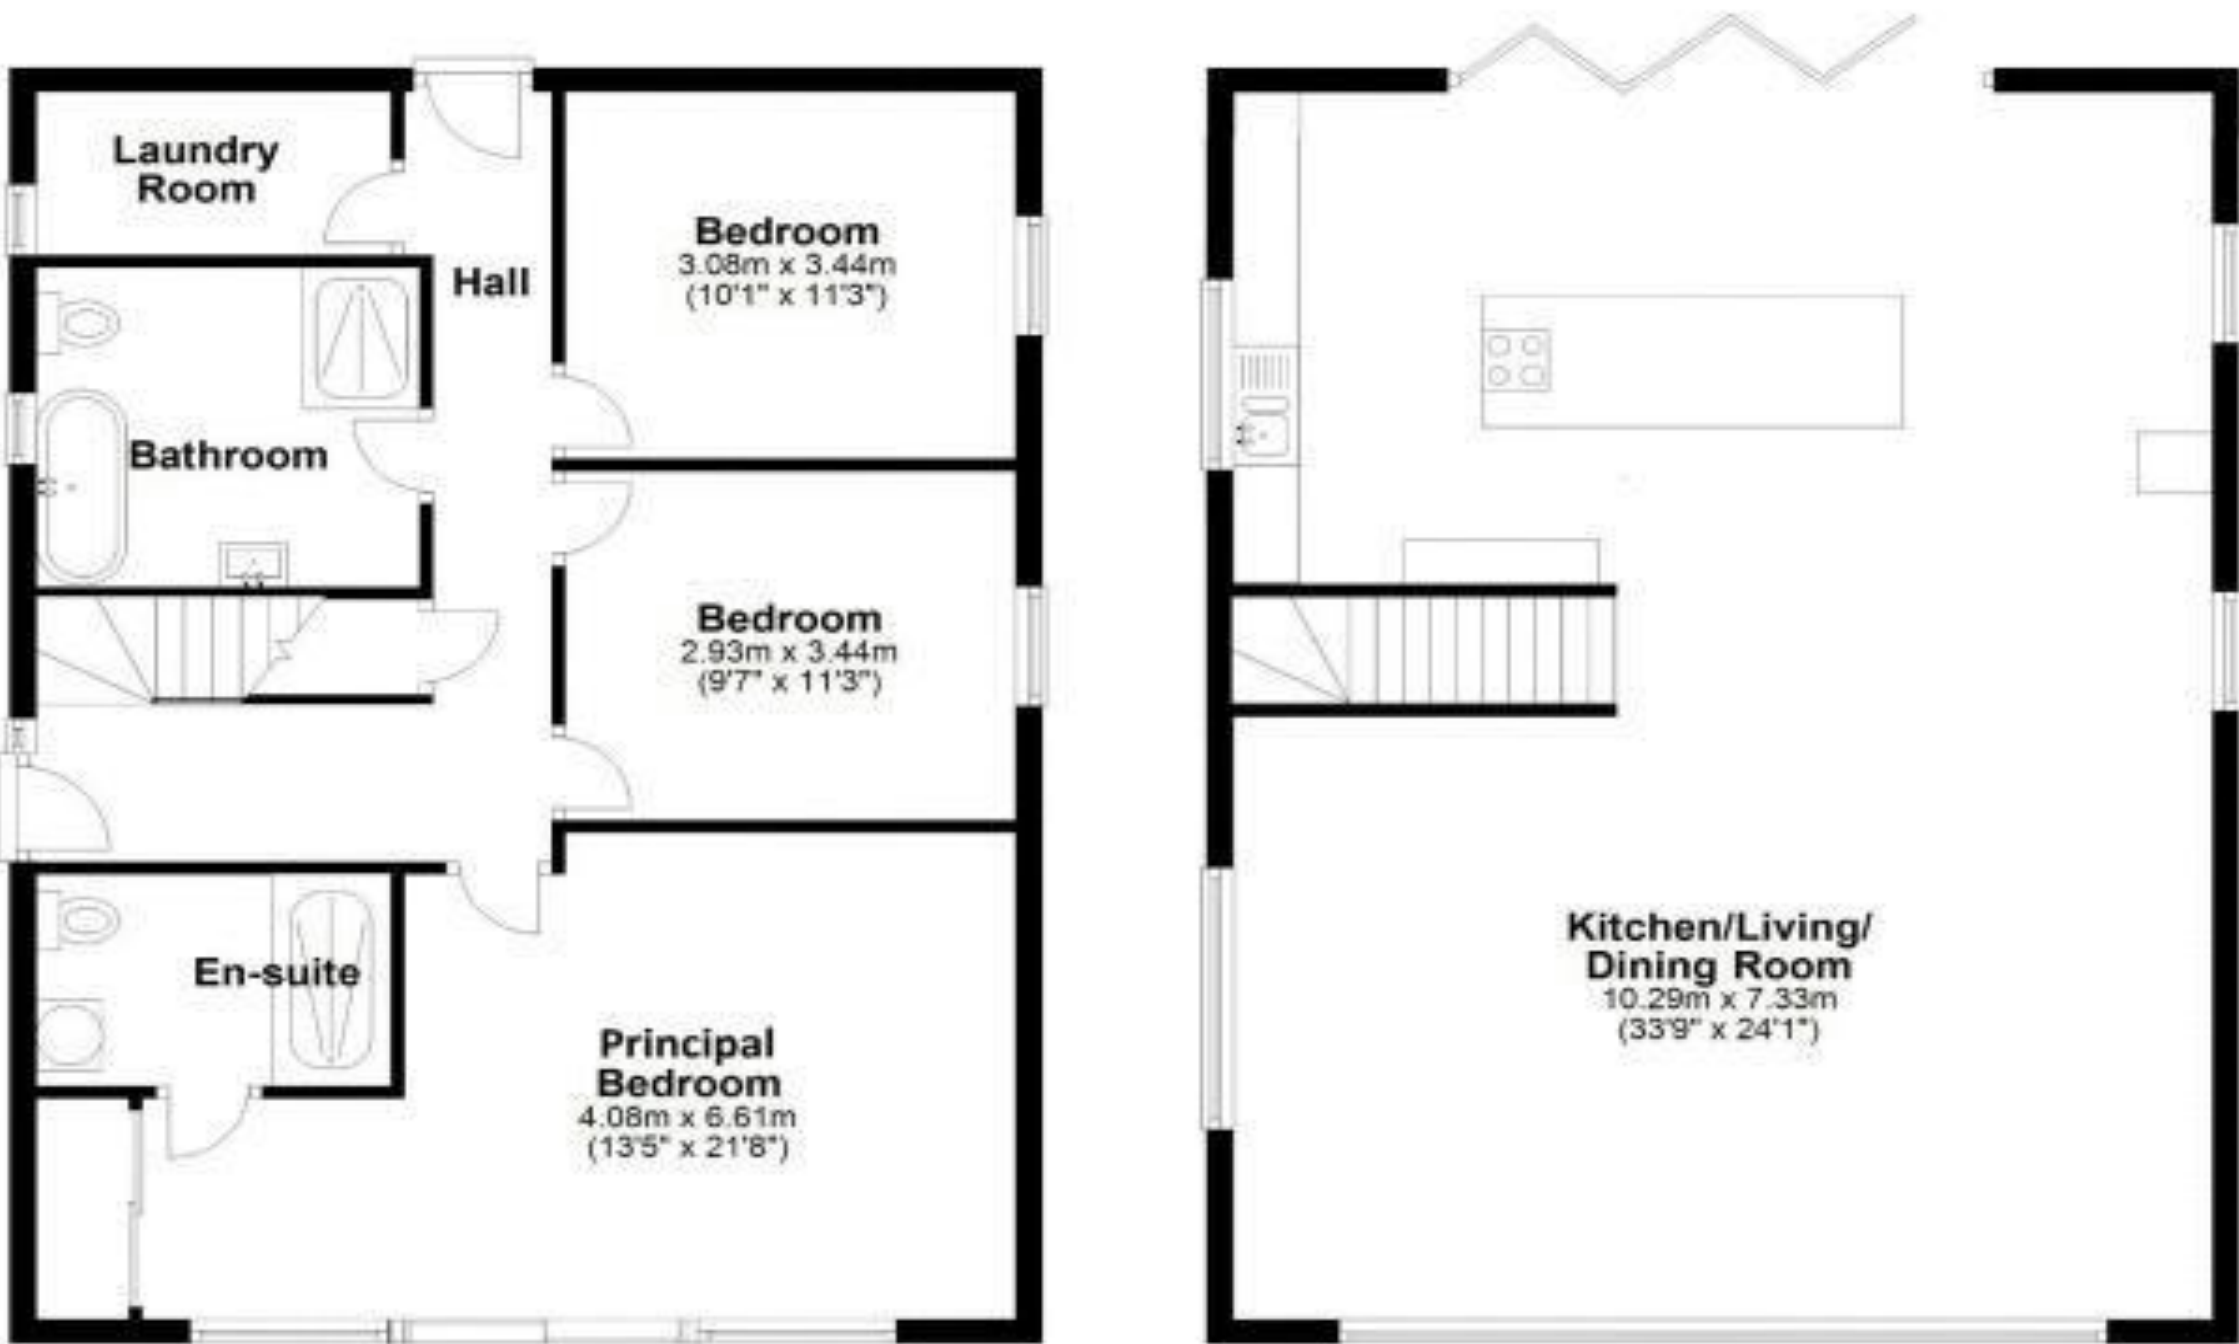 Laundry
Room
Hall
Bedroom
3.08m x 3.44m
(10'1" x 11'3")
Bathroom
Bedroom
2.93m x 3.44m
(9'7" x 11'3")
En-suite
Principal
Bedroom
4.08m x 6.61m
(13'5" x 21'8")
Kitchen/Living/
Dining Room
10.29m x 7.33m
(33'9" x 24'1")